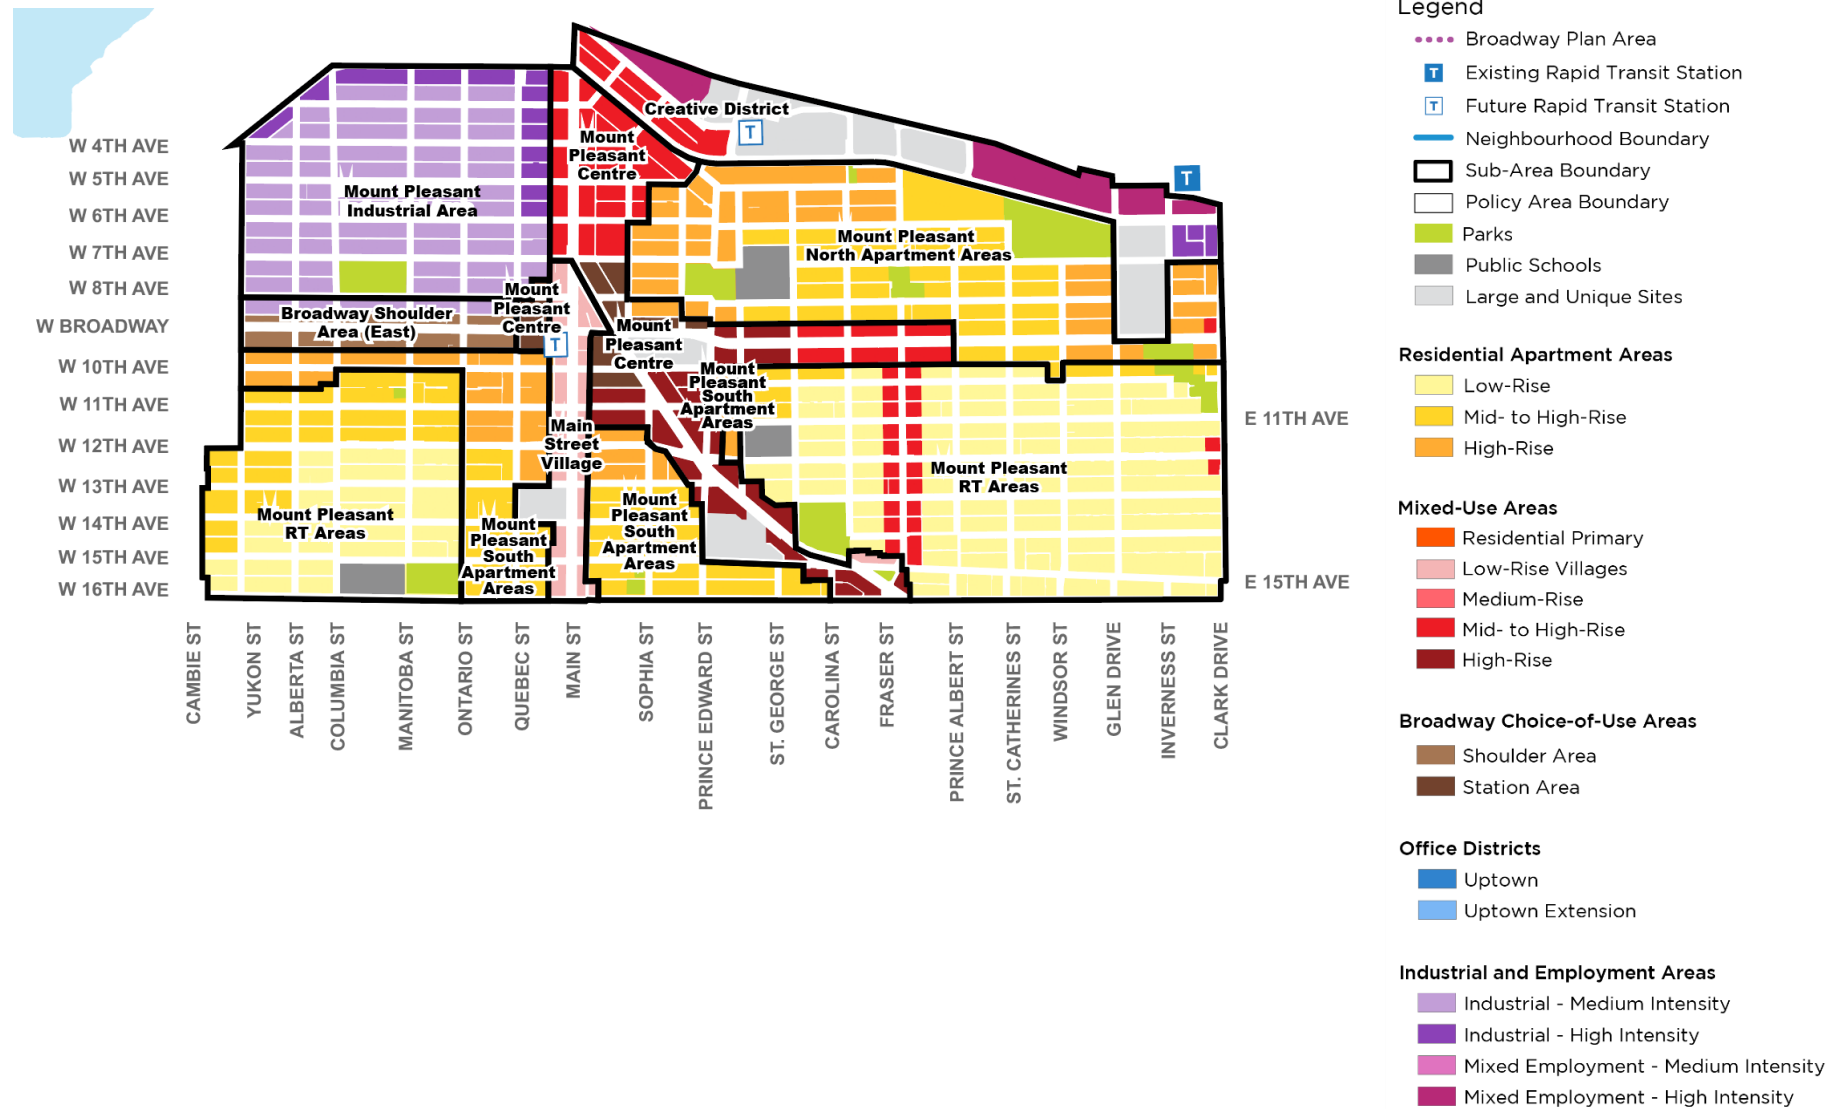 Legend
Broadway Plan Area
T Existing Rapid Transit Station
T Future Rapid Transit Station
Neighbourhood Boundary
Sub-Area Boundary
Policy Area Boundary
Parks
Public Schools
Large and Unique Sites
Residential Apartment Areas
Low-Rise
Mid- to High-Rise
High-Rise
Mixed-Use Areas
Residential Primary
Low-Rise Villages
Medium-Rise
Mid- to High-Rise
High-Rise
Broadway Choice-of-Use Areas
Shoulder Area
Station Area
Office Districts
Uptown
Uptown Extension
Industrial and Employment Areas
Industrial - Medium Intensity
Industrial - High Intensity
Mixed Employment - Medium Intensity
Mixed Employment - High Intensity
W 4TH AVE
W 5TH AVE
W 6TH AVE
W 7TH AVE
W 8TH AVE
W BROADWAY
W 10TH AVE
W 11TH AVE
W 12TH AVE
W 13TH AVE
W 14TH AVE
W 15TH AVE
W 16TH AVE
Creative District
T
T
Mount
Pleasant
Centre
Mount Pleasant
Industrial Area
Mount Pleasant
North Apartment Areas
Mount
Pleasant
Centre
T
Broadway Shoulder
Area (East)
Mount
Pleasant
Centre
Mount
Pleasant
South
Apartment
Areas
Main
Street
Village
Mount Pleasant
RT Areas
Mount Pleasant
RT Areas
Mount
Pleasant
South
Apartment
Areas
Mount
Pleasant
South
Apartment
Areas
E 11TH AVE
E 15TH AVE
CAMBIE ST
YUKON ST
ALBERTA ST
COLUMBIA ST
MANITOBA ST
ONTARIO ST
QUEBEC ST
MAIN ST
SOPHIA ST
PRINCE EDWARD ST
ST. GEORGE ST
CAROLINA ST
FRASER ST
PRINCE ALBERT ST
ST. CATHERINES ST
WINDSOR ST
GLEN DRIVE
INVERNESS ST
CLARK DRIVE